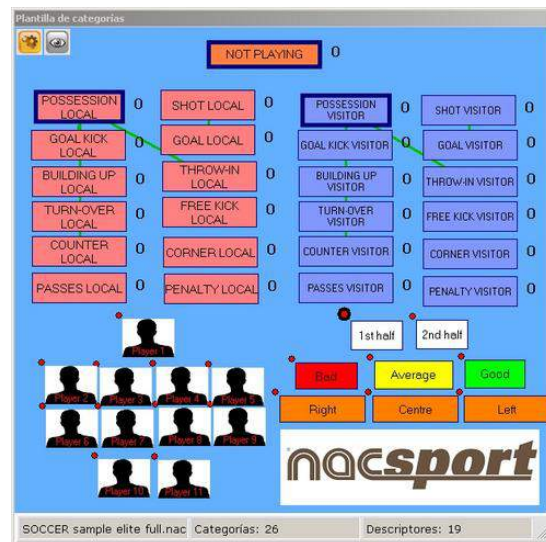 Plantilla de categorías
NOT PLAYING 0
POSSESSION LOCAL 0
SHOT LOCAL 0
POSSESSION VISITOR 0
SHOT VISITOR 0
GOAL KICK LOCAL 0
GOAL LOCAL 0
GOAL KICK VISITOR 0
GOAL VISITOR 0
BUILDING UP LOCAL 0
THROW-IN LOCAL 0
BUILDING UP VISITOR 0
THROW-IN VISITOR 0
TURN-OVER LOCAL 0
FREE KICK LOCAL 0
TURN-OVER VISITOR 0
FREE KICK VISITOR 0
COUNTER LOCAL 0
CORNER LOCAL 0
COUNTER VISITOR 0
CORNER VISITOR 0
PASSES LOCAL 0
PENALTY LOCAL 0
PASSES VISITOR 0
PENALTY VISITOR 0
1st half
2nd half
Player 1
Bad
Average
Good
Player 2
Player 3
Player 4
Player 5
Right
Centre
Left
Player 6
Player 7
Player 8
Player 9
nacsport
Player 10
Player 11
SOCCER sample elite full.nac
Categorías: 26
Descriptores: 19